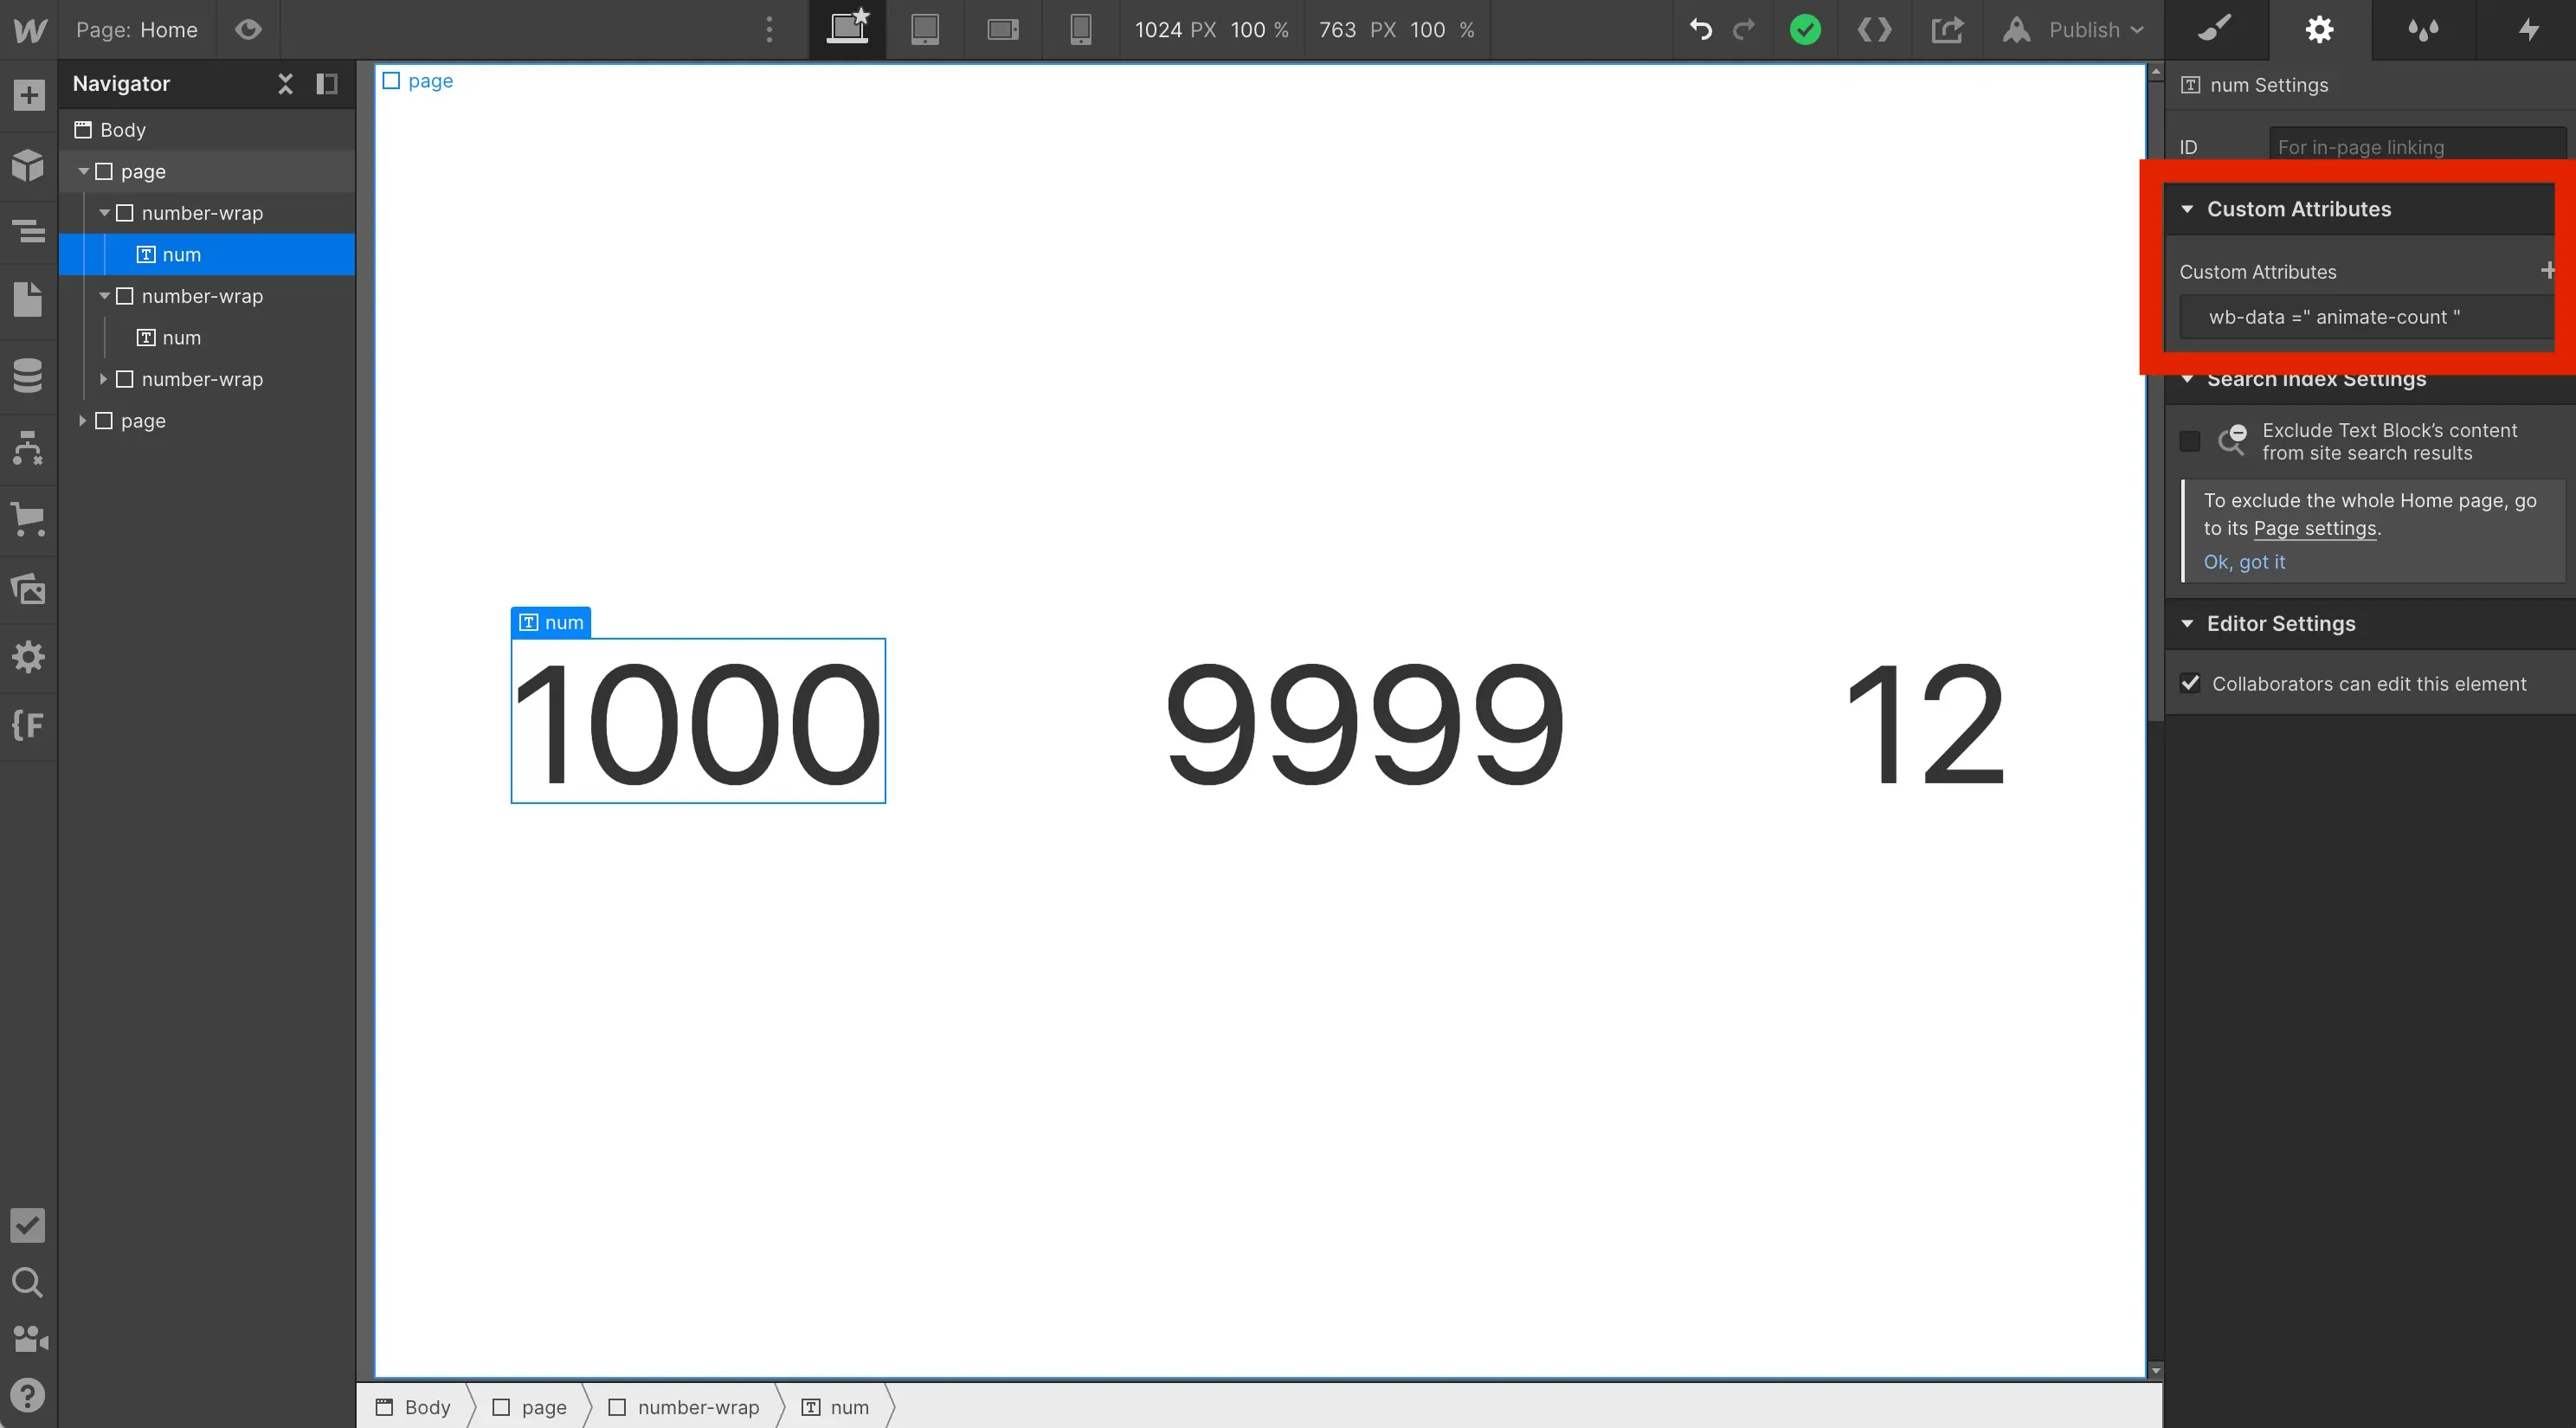 Page: Home
1024 PX 100 % 763 PX 100 %
Publish
Navigator
Body
page
number-wrap
num
number-wrap
num
number-wrap
page
page
num
1000
9999
12
num Settings
ID
For in-page linking
Custom Attributes
Custom Attributes
wb-data =" animate-count "
Search Index Settings
Exclude Text Block’s content
from site search results
To exclude the whole Home page, go
to its Page settings.
Ok, got it
Editor Settings
Collaborators can edit this element
Body
page
number-wrap
num